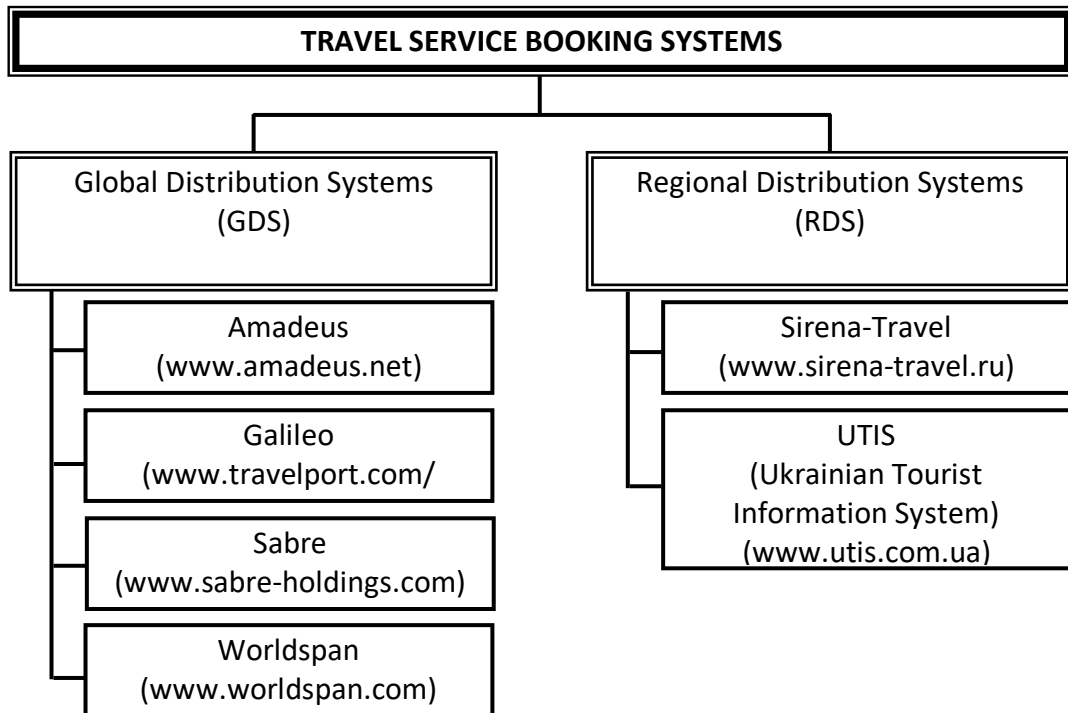 TRAVEL SERVICE BOOKING SYSTEMS
Global Distribution Systems
(GDS)
Amadeus
(www.amadeus.net)
Galileo
(www.travelport.com/
Sabre
(www.sabre-holdings.com)
Worldspan
(www.worldspan.com)
Regional Distribution Systems
(RDS)
Sirena-Travel
(www.sirena-travel.ru)
UTIS
(Ukrainian Tourist
Information System)
(www.utis.com.ua)